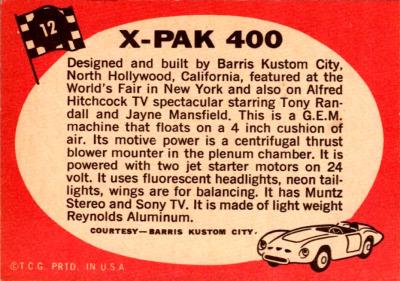 12
X-PAK 400
Designed and built by Barris Kustom City,
North Hollywood, California, featured at the
World's Fair in New York and also on Alfred
Hitchcock TV spectacular starring Tony Ran-
dall and Jayne Mansfield. This is a G.E.M.
machine that floats on a 4 inch cushion of
air. Its motive power is a centrifugal thrust
blower mounter in the plenum chamber. It is
powered with two jet starter motors on 24
volt. It uses fluorescent headlights, neon tail-
lights, wings are for balancing. It has Muntz
Stereo and Sony TV. It is made of light weight
Reynolds Aluminum.
COURTESY—BARRIS KUSTOM CITY.
©T.C.G. PRTD. IN U.S.A